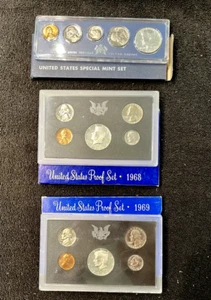 UNITED STATES SPECIAL MINT SET
United States Proof Set • 1968
United States Proof Set • 1969